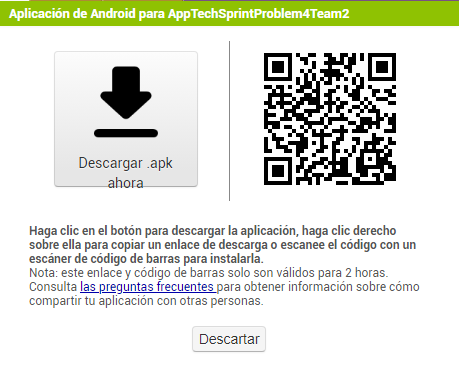 Aplicación de Android para AppTechSprintProblem4Team2
Descargar .apk
ahora
Haga clic en el botón para descargar la aplicación, haga clic derecho
sobre ella para copiar un enlace de descarga o escanee el código con un
escáner de código de barras para instalarla.
Nota: este enlace y código de barras solo son válidos para 2 horas.
Consulta las preguntas frecuentes para obtener información sobre cómo
compartir tu aplicación con otras personas.
Descartar